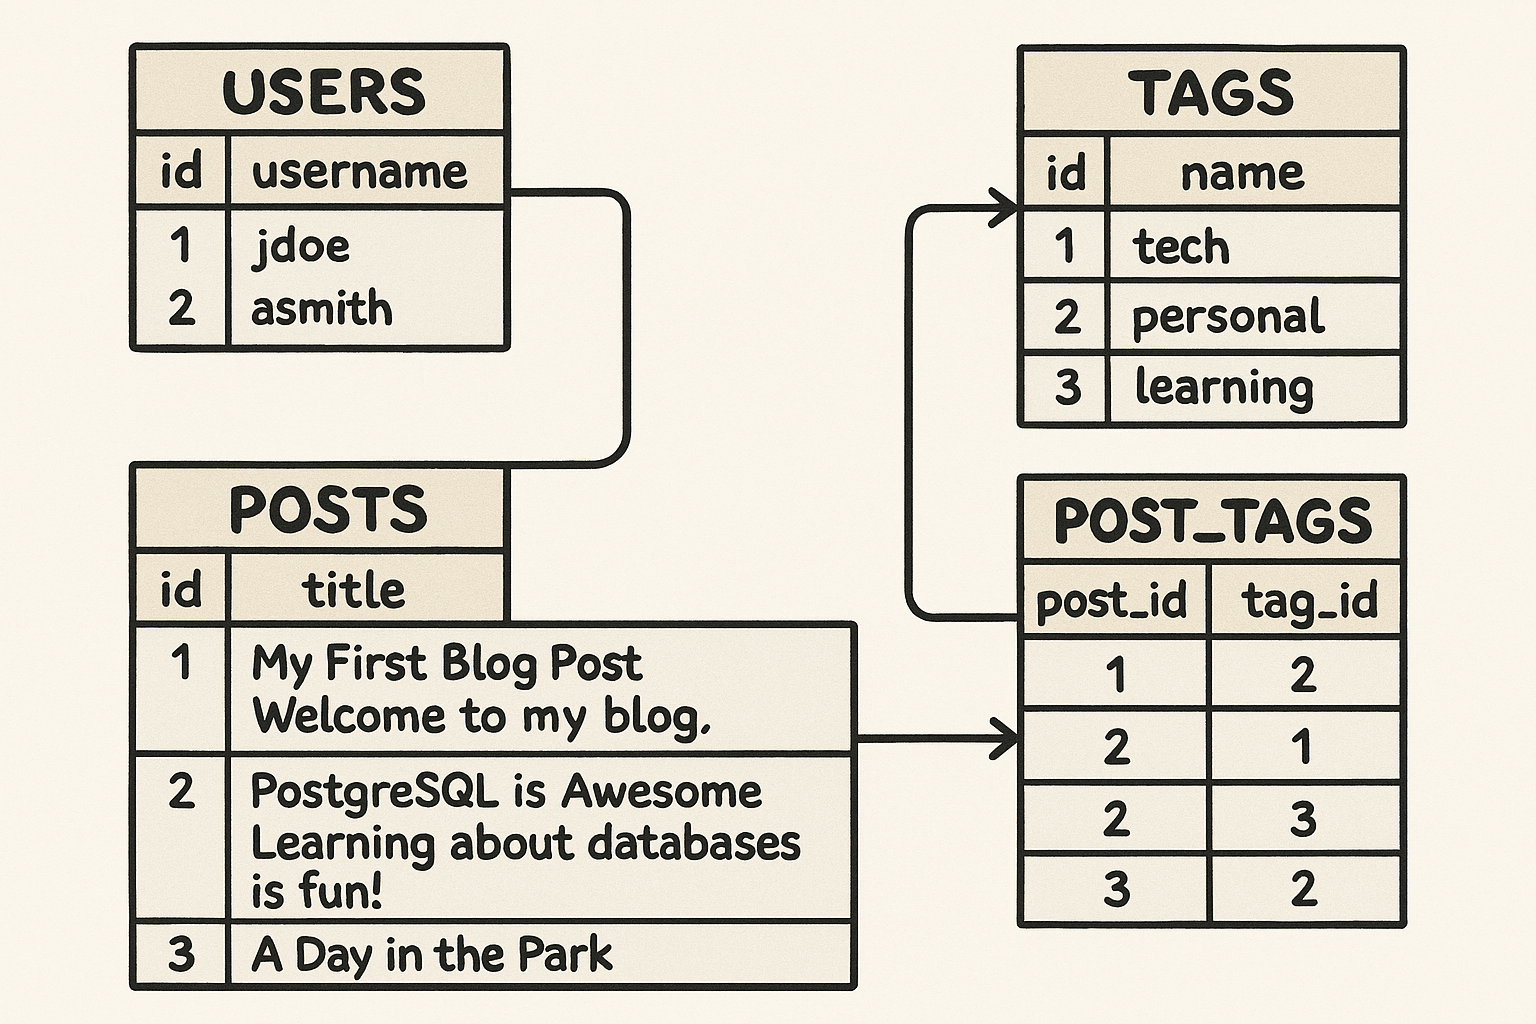 USERS
id username
1 jdoe
2 asmith
POSTS
id title
1 My First Blog Post
Welcome to my blog.
2 PostgreSQL is Awesome
Learning about databases
is fun!
3 A Day in the Park
TAGS
id name
1 tech
2 personal
3 learning
POST_TAGS
post_id tag_id
1 2
2 1
2 3
3 2